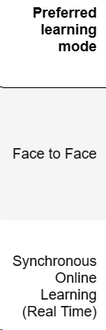 Preferred
learning
mode
Face to Face
Synchronous
Online
Learning
(Real Time)